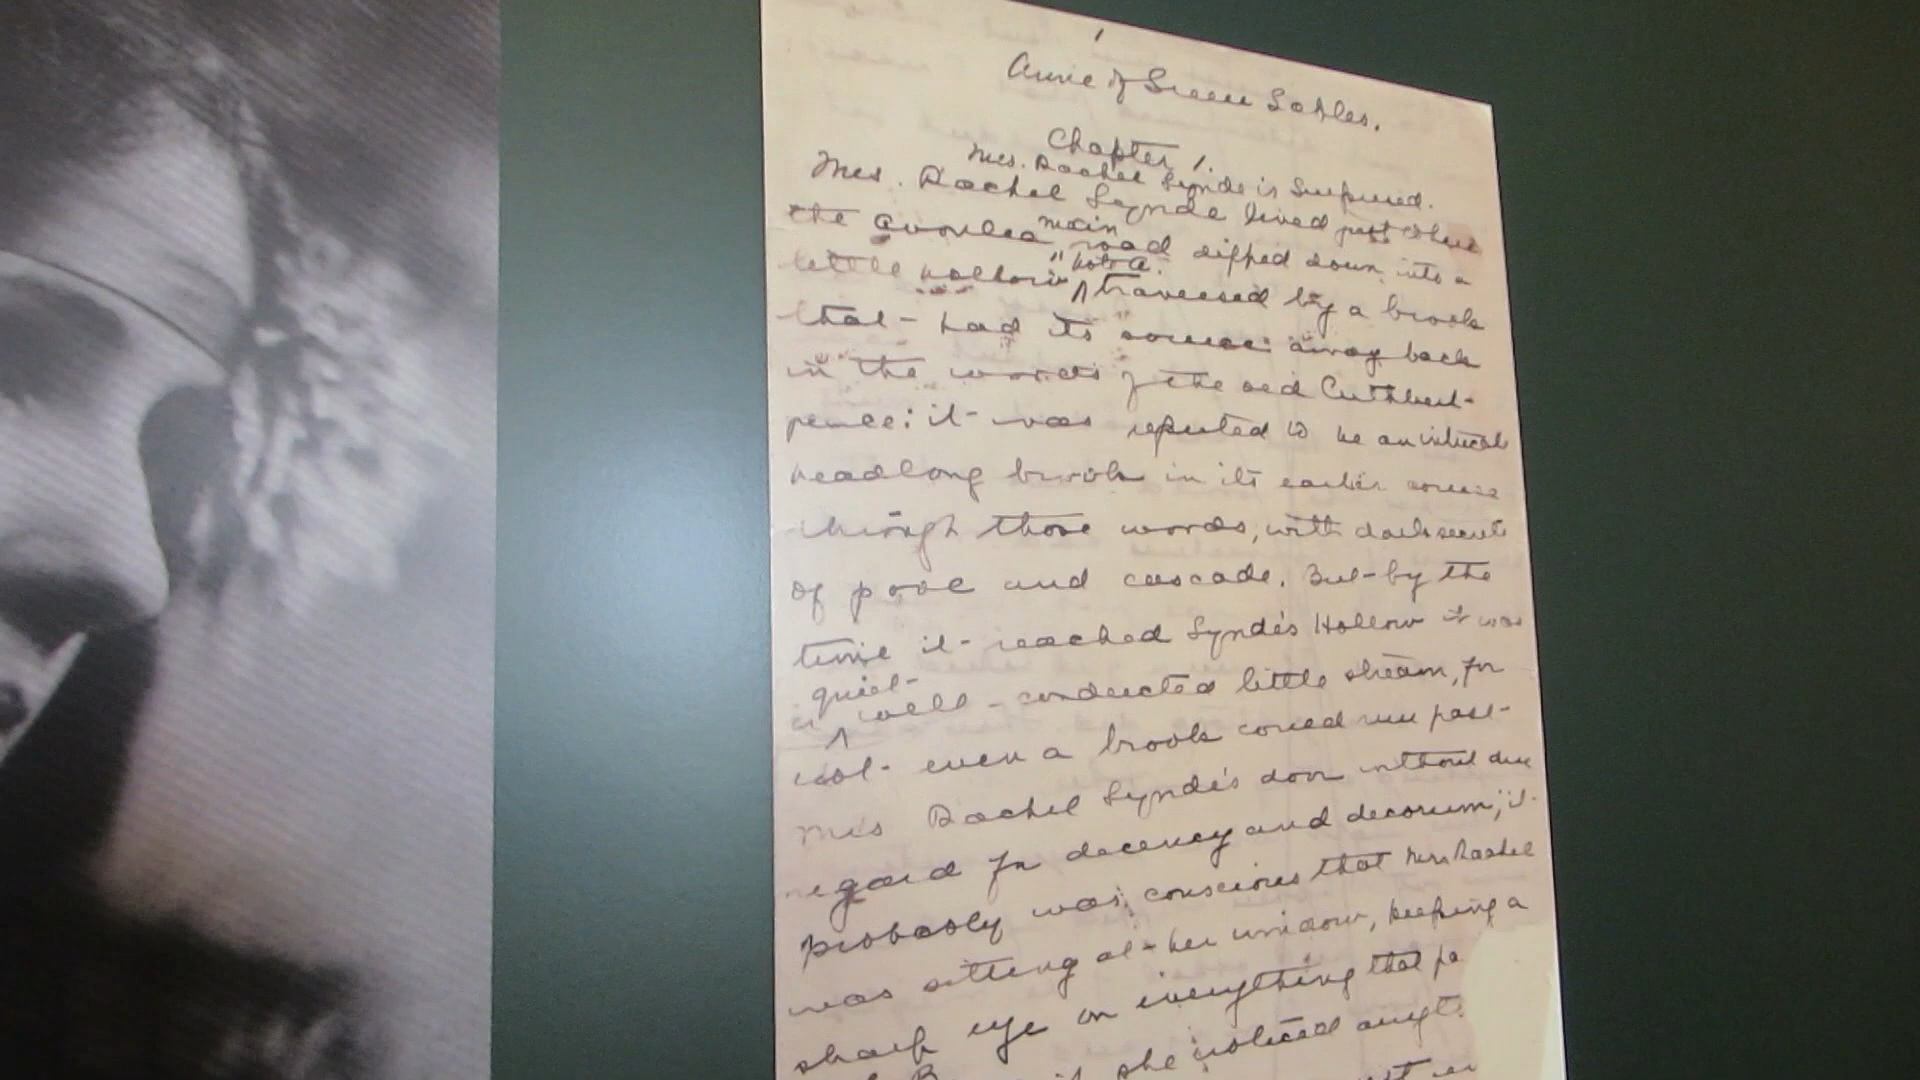 1
Anne of Green Gables.
Chapter 1.
Mrs. Rachel Lynde is Surprised.
Mrs. Rachel Lynde lived just where
the Avonlea main road dipped down into a
little hollow Note A. traversed by a brook
that had its source away back
in the woods of the old Cuthbert
place: it was reputed to be an intricate
headlong brook in its earlier course
through those woods, with dark secrets
of pool and cascade. But by the
time it reached Lynde's Hollow it was
a quiet well-conducted little stream, for
not even a brook could run past
Mrs Rachel Lynde's door without due
regard for decency and decorum; it
probably was conscious that Mrs Rachel
was sitting at her window, keeping a
sharp eye on everything that pa
if she noticed